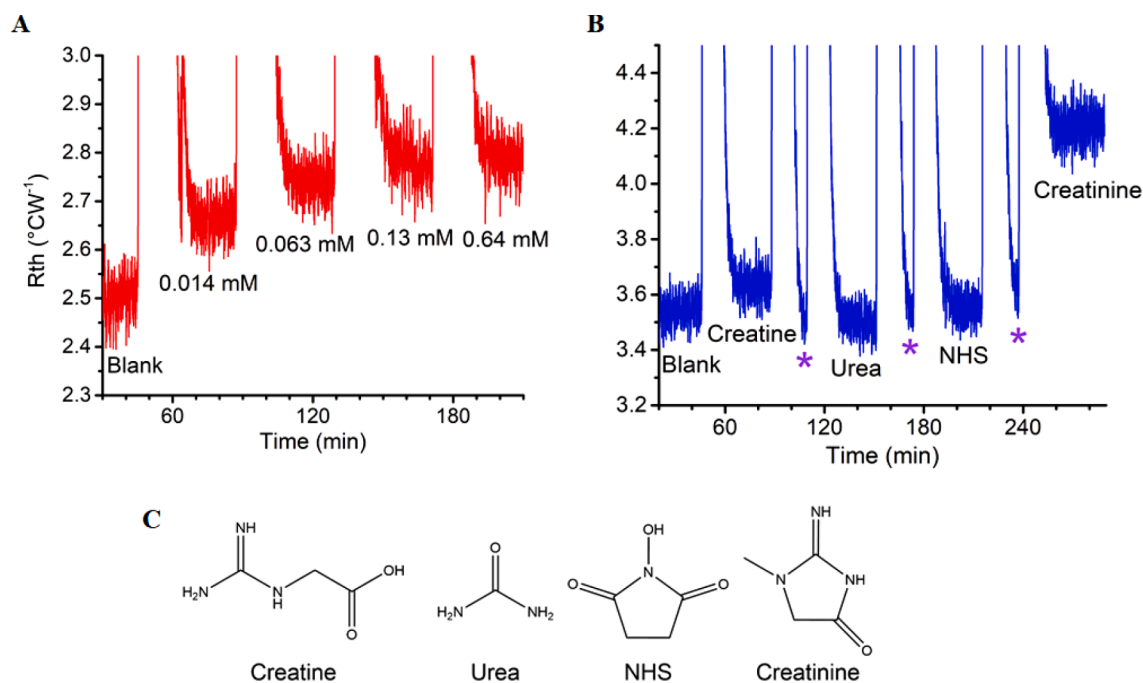 A
3.0
2.9
2.8
2.7
2.6
2.5
2.4
2.3
Rth (°CW⁻¹)
Blank
0.014 mM
0.063 mM
0.13 mM
0.64 mM
60
120
180
Time (min)
B
4.4
4.2
4.0
3.8
3.6
3.4
3.2
Blank
Creatine
*
Urea
*
NHS
*
Creatinine
60
120
180
240
Time (min)
C
NH
H₂N
N
H
OH
O
Creatine
O
H₂N
NH₂
Urea
OH
N
O
O
NHS
NH
N
NH
O
Creatinine